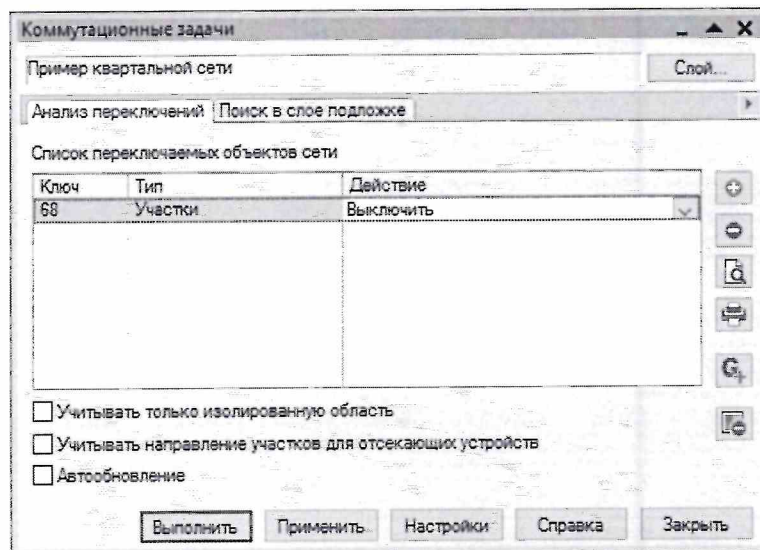 Коммутационные задачи
Пример квартальной сети
Слой...
Анализ переключений
Поиск в слое подложке
Список переключаемых объектов сети
Ключ Тип Действие
68 Участки Выключить
Учитывать только изолированную область
Учитывать направление участков для отсекающих устройств
Автообновление
Выполнить Применить Настройки Справка Закрыть